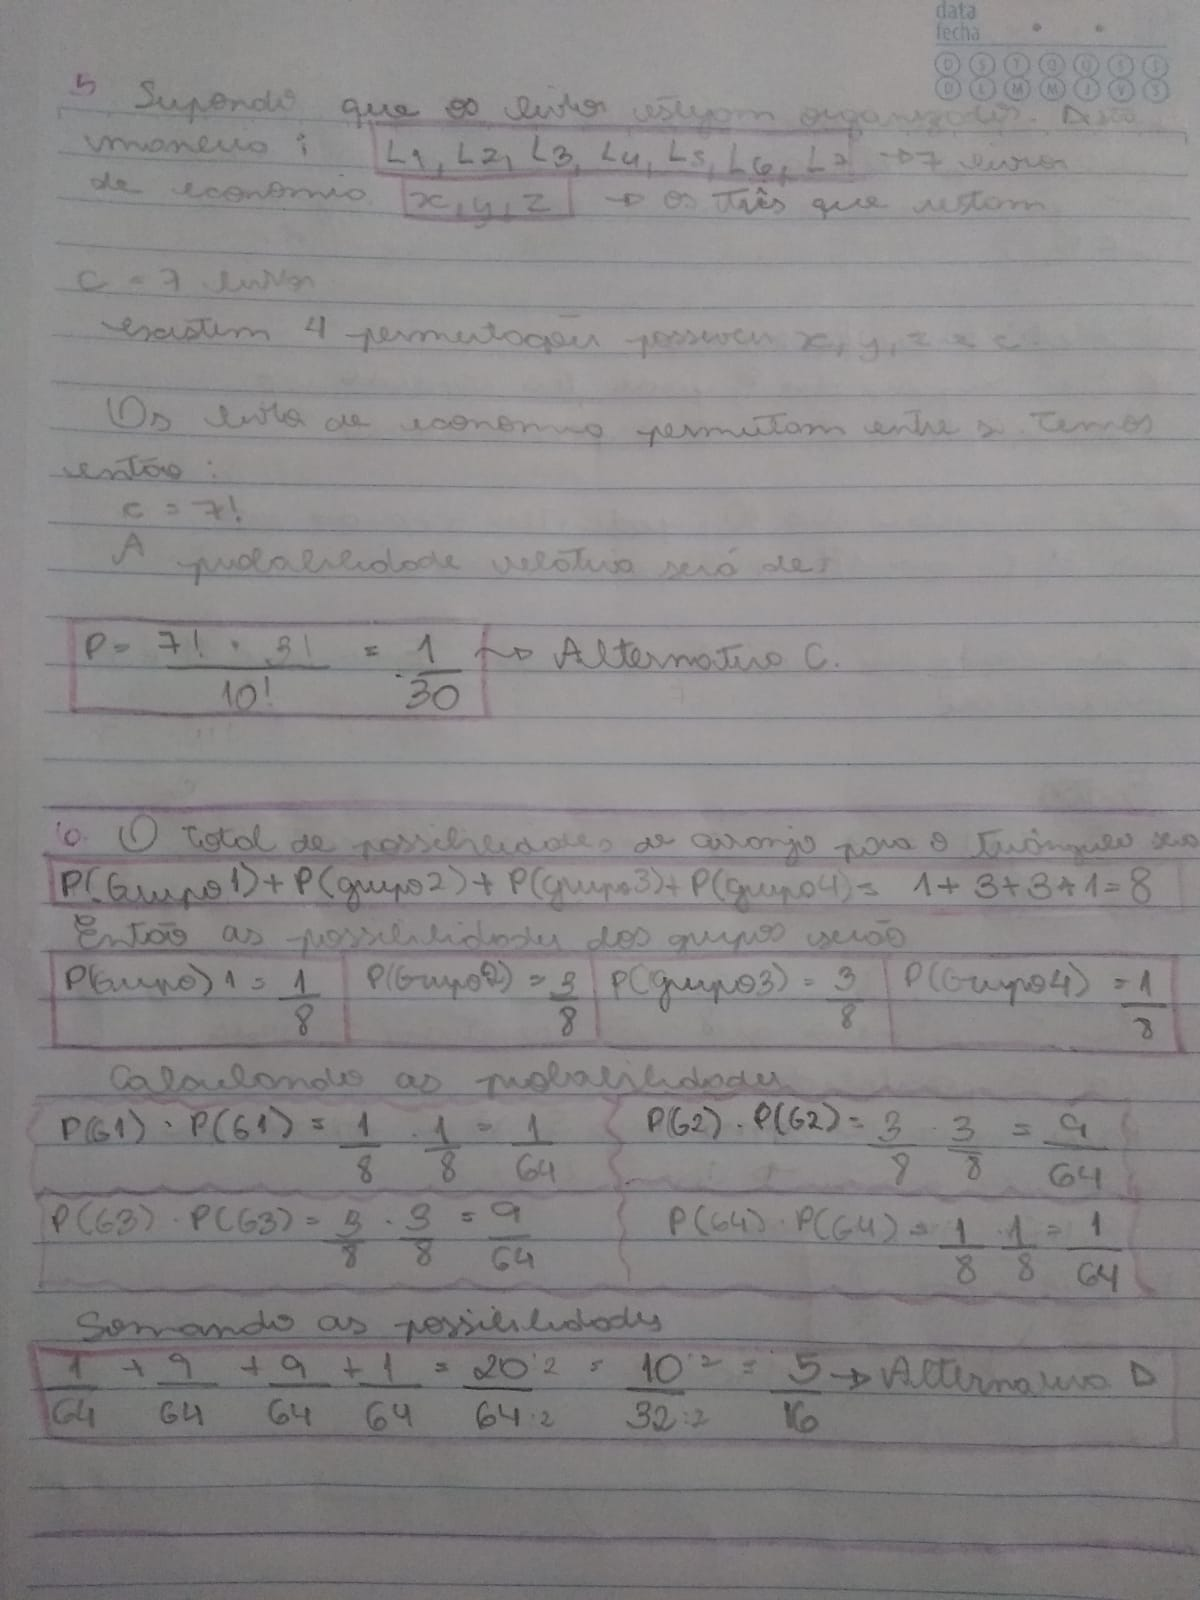 data
fecha
D S T Q Q S S
D L M M J V S
5 Supondo que os livros estejam organizados. Desta
maneira: L1, L2, L3, L4, L5, L6, L7 → 7 livros
de economia x, y, z → os três que restam
C = 7 livros
existem 4 permutações possíveis x, y, z e c.
Os livros de economia permutam entre si temos
então:
c = 7!
A probabilidade relativa será de:
P = 7! · 3! / 10! = 1/30 → Alternativa C.
6. O total de possibilidades de arranjo para o triângulo será
P(Grupo 1) + P(grupo 2) + P(grupo 3) + P(grupo 4) = 1+3+3+1=8
Então as possibilidades dos grupos serão
P(Grupo) 1 = 1/8 P(Grupo 2) = 3/8 P(grupo 3) = 3/8 P(Grupo 4) = 1/8
Calculando as probabilidades
P(G1) · P(G1) = 1/8 · 1/8 = 1/64 P(G2) · P(G2) = 3/8 · 3/8 = 9/64
P(G3) · P(G3) = 3/8 · 3/8 = 9/64 P(G4) · P(G4) = 1/8 · 1/8 = 1/64
Somando as possibilidades
1/64 + 9/64 + 9/64 + 1/64 = 20:2/64:2 = 10:2/32:2 = 5/16 → Alternativa D